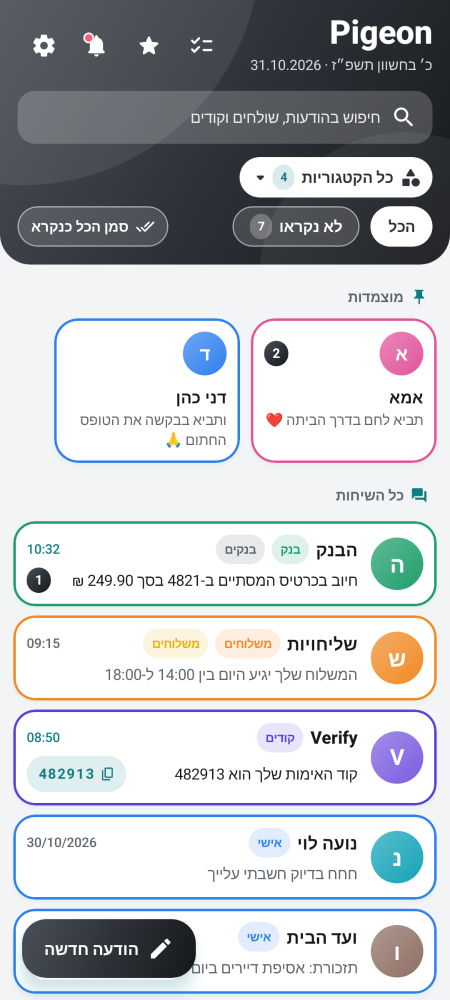 Pigeon
כ׳ בחשוון תשפ״ז · 31.10.2026
חיפוש בהודעות, שולחים וקודים
כל הקטגוריות 4
הכל
לא נקראו 7
סמן הכל כנקרא
מוצמדות
א
2
אמא
תביא לחם בדרך הביתה ❤️
ד
דני כהן
ותביא בבקשה את הטופס
החתום 🙏
כל השיחות
ה
הבנק בנק בנקים 10:32
חיוב בכרטיס המסתיים ב-4821 בסך 249.90 ₪ 1
ש
שליחויות משלוחים משלוחים 09:15
המשלוח שלך יגיע היום בין 14:00 ל-18:00
V
Verify קודים 08:50
קוד האימות שלך הוא 482913 482913
נ
נועה לוי אישי 30/10/2026
חחח בדיוק חשבתי עלייך
ו
ועד הבית אישי
תזכורת: אסיפת דיירים ביום
הודעה חדשה